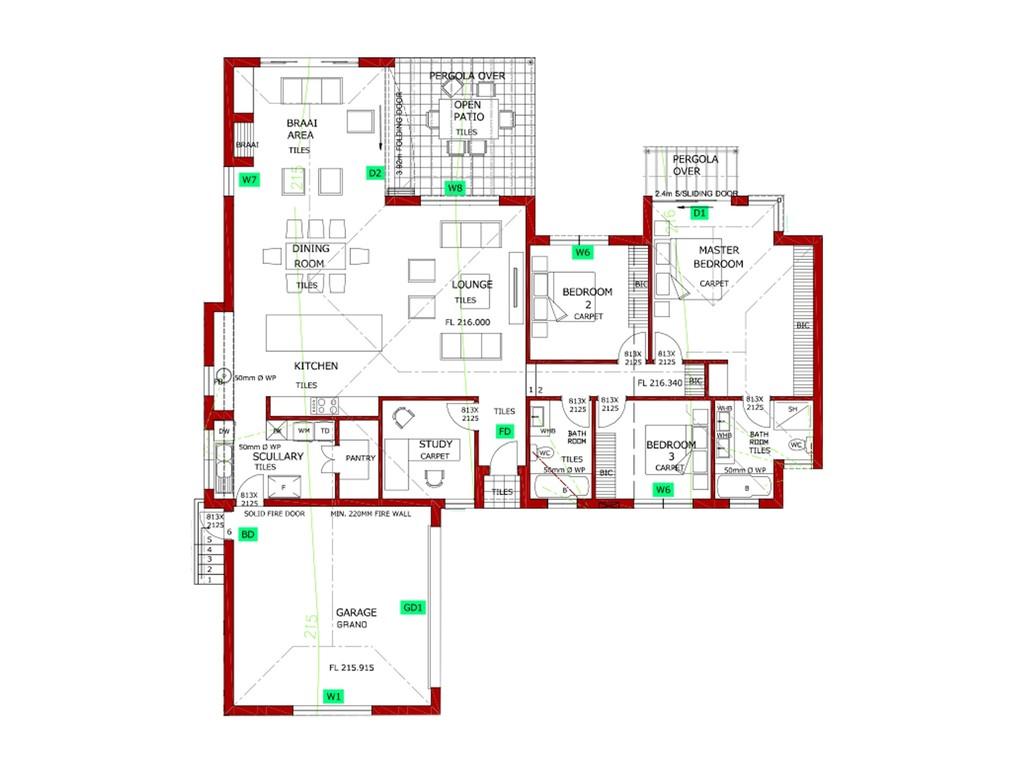 PERGOLA OVER
OPEN
PATIO
TILES
BRAAI
AREA
TILES
BRAAI
3.92m FOLDING DOOR
D2
W7
215
W8
PERGOLA
OVER
2.4m S/SLIDING DOOR
D1
216
MASTER
BEDROOM
CARPET
BIC
DINING
ROOM
TILES
LOUNGE
TILES
FL 216.000
W6
BEDROOM
2
CARPET
BIC
813X
2125
813X
2125
KITCHEN
TILES
50mm Ø WP
1 2
FL 216.340
BIC
DW
WM
TD
50mm Ø WP
SCULLARY
TILES
F
PANTRY
STUDY
CARPET
813X
2125
TILES
FD
TILES
813X
2125
WHB
BATH
ROOM
WC
TILES
50mm Ø WP
B
813X
2125
BEDROOM
3
CARPET
BIC
W6
WHB
WHB
813X
2125
SH
BATH
ROOM
TILES
WC
50mm Ø WP
B
813X
2125
SOLID FIRE DOOR
MIN. 220MM FIRE WALL
813X
2125
6
BD
5
4
3
2
1
GARAGE
GRANO
GD1
215
FL 215.915
W1